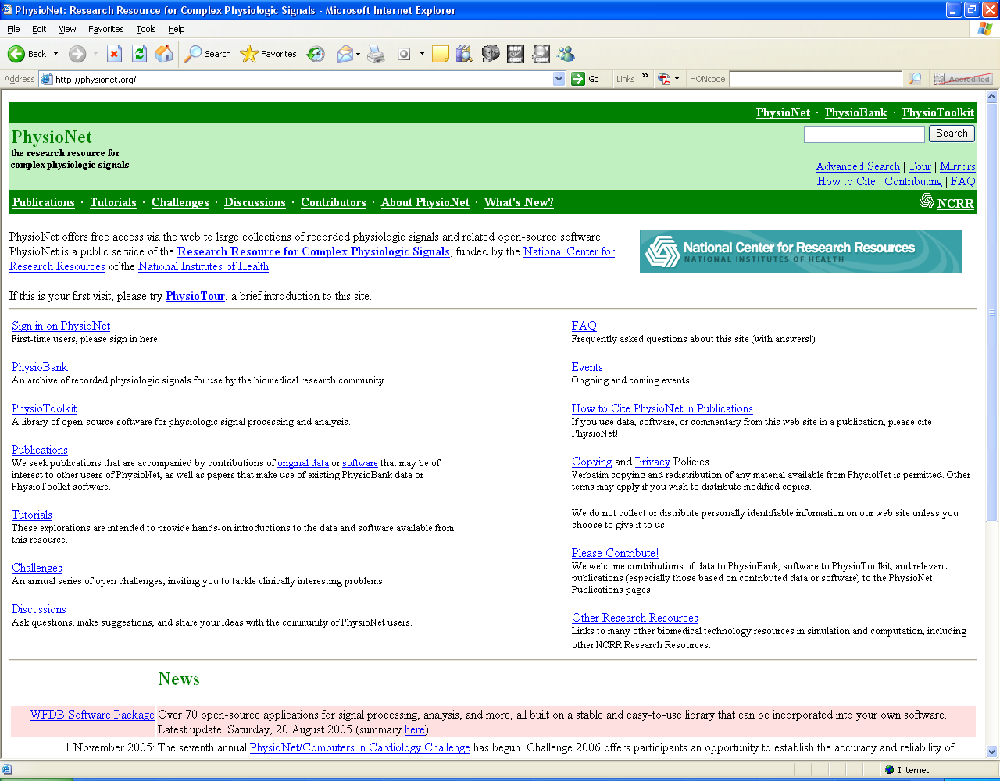 PhysioNet: Research Resource for Complex Physiologic Signals - Microsoft Internet Explorer
File Edit View Favorites Tools Help
Back Search Favorites
Address http://physionet.org/ Go Links » HONcode Accredited
PhysioNet · PhysioBank · PhysioToolkit
PhysioNet
the research resource for
complex physiologic signals
Search
Advanced Search | Tour | Mirrors
How to Cite | Contributing | FAQ
Publications · Tutorials · Challenges · Discussions · Contributors · About PhysioNet · What's New? NCRR
PhysioNet offers free access via the web to large collections of recorded physiologic signals and related open-source software.
PhysioNet is a public service of the Research Resource for Complex Physiologic Signals, funded by the National Center for
Research Resources of the National Institutes of Health.
National Center for Research Resources
NATIONAL INSTITUTES OF HEALTH
If this is your first visit, please try PhysioTour, a brief introduction to this site.
Sign in on PhysioNet
First-time users, please sign in here.
PhysioBank
An archive of recorded physiologic signals for use by the biomedical research community.
PhysioToolkit
A library of open-source software for physiologic signal processing and analysis.
Publications
We seek publications that are accompanied by contributions of original data or software that may be of
interest to other users of PhysioNet, as well as papers that make use of existing PhysioBank data or
PhysioToolkit software.
Tutorials
These explorations are intended to provide hands-on introductions to the data and software available from
this resource.
Challenges
An annual series of open challenges, inviting you to tackle clinically interesting problems.
Discussions
Ask questions, make suggestions, and share your ideas with the community of PhysioNet users.
FAQ
Frequently asked questions about this site (with answers!)
Events
Ongoing and coming events.
How to Cite PhysioNet in Publications
If you use data, software, or commentary from this web site in a publication, please cite
PhysioNet!
Copying and Privacy Policies
Verbatim copying and redistribution of any material available from PhysioNet is permitted. Other
terms may apply if you wish to distribute modified copies.
We do not collect or distribute personally identifiable information on our web site unless you
choose to give it to us.
Please Contribute!
We welcome contributions of data to PhysioBank, software to PhysioToolkit, and relevant
publications (especially those based on contributed data or software) to the PhysioNet
Publications pages.
Other Research Resources
Links to many other biomedical technology resources in simulation and computation, including
other NCRR Research Resources.
News
WFDB Software Package Over 70 open-source applications for signal processing, analysis, and more, all built on a stable and easy-to-use library that can be incorporated into your own software.
Latest update: Saturday, 20 August 2005 (summary here).
1 November 2005: The seventh annual PhysioNet/Computers in Cardiology Challenge has begun. Challenge 2006 offers participants an opportunity to establish the accuracy and reliability of
Internet